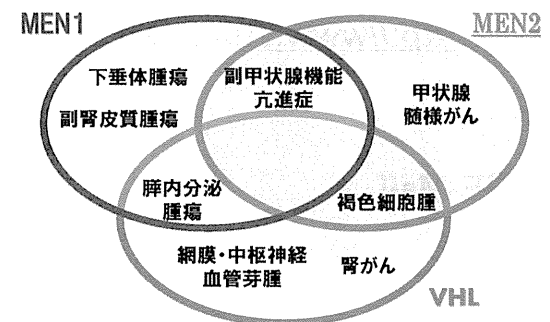 MEN1
MEN2
下垂体腫瘍
副腎皮質腫瘍
副甲状腺機能
亢進症
甲状腺
髄様がん
膵内分泌
腫瘍
褐色細胞腫
網膜・中枢神経
血管芽腫
腎がん
VHL